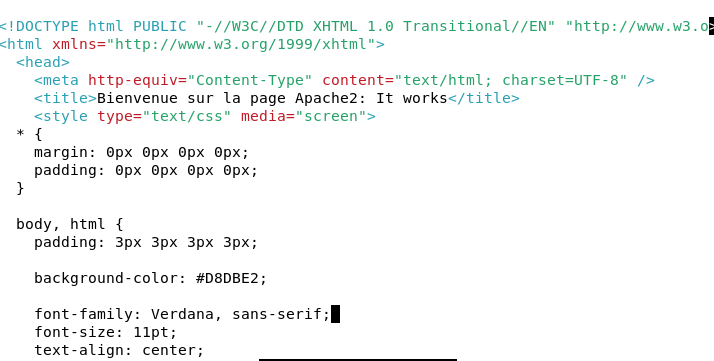 <!DOCTYPE html PUBLIC "-//W3C//DTD XHTML 1.0 Transitional//EN" "http://www.w3.o>
<html xmlns="http://www.w3.org/1999/xhtml">
<head>
<meta http-equiv="Content-Type" content="text/html; charset=UTF-8" />
<title>Bienvenue sur la page Apache2: It works</title>
<style type="text/css" media="screen">
* {
margin: 0px 0px 0px 0px;
padding: 0px 0px 0px 0px;
}
body, html {
padding: 3px 3px 3px 3px;
background-color: #D8DBE2;
font-family: Verdana, sans-serif;
font-size: 11pt;
text-align: center;